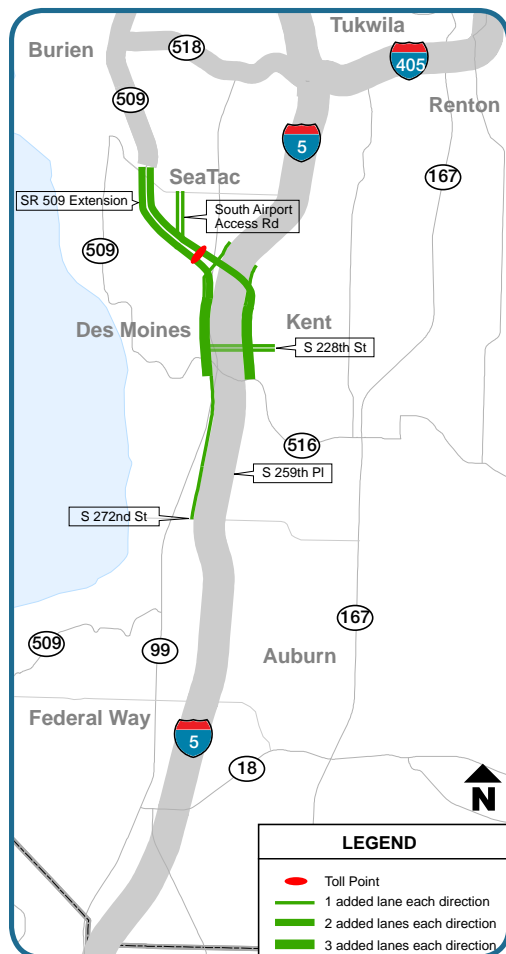 Tukwila
Burien
518
405
509
Renton
5
167
SeaTac
SR 509 Extension
South Airport
Access Rd
509
Des Moines
Kent
S 228th St
516
S 259th Pl
S 272nd St
167
509
99
Auburn
Federal Way
5
18
N
LEGEND
Toll Point
1 added lane each direction
2 added lanes each direction
3 added lanes each direction